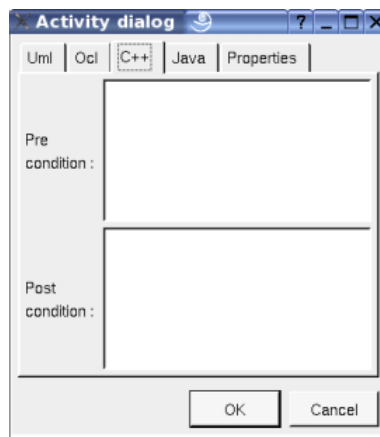 Activity dialog ? _ X
Uml Ocl C++ Java Properties
Pre
condition :
Post
condition :
OK Cancel